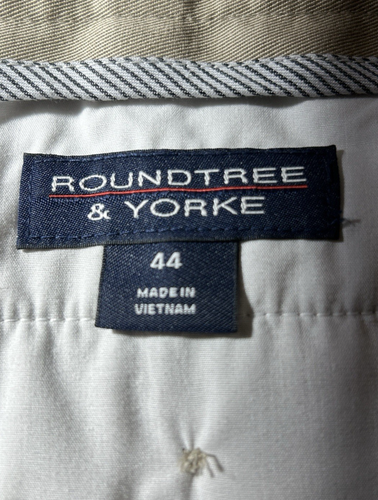 ROUNDTREE
& YORKE
44
MADE IN
VIETNAM